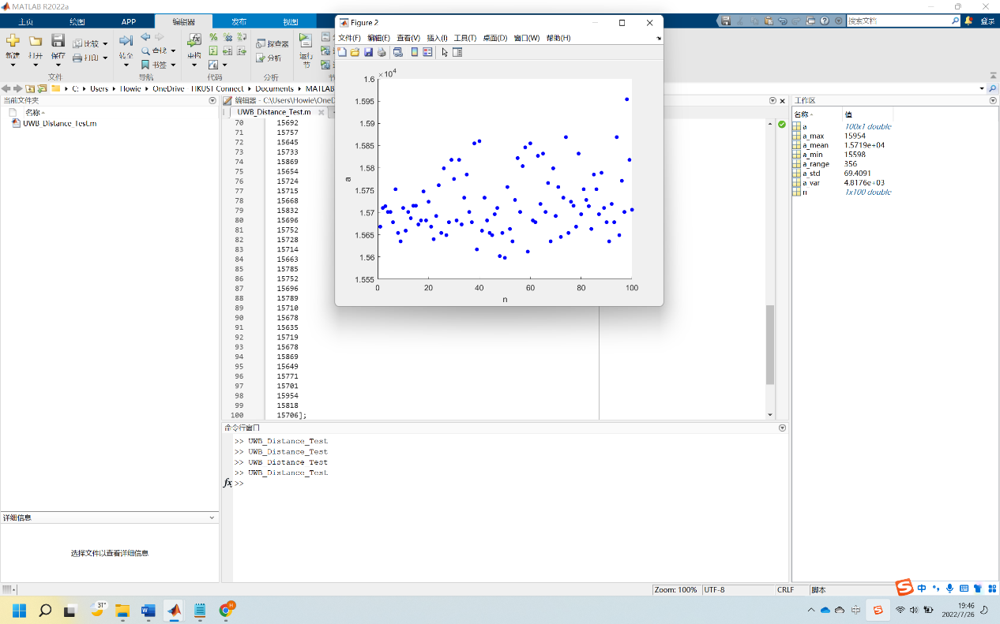 MATLAB R2022a
主页 绘图 APP 编辑器 发布 视图
搜索文档 登录
新建 打开 保存 比较 打印 转至 查找 书签 重构 探查器 分析 运行节
文件 导航 代码 分析 节
C: Users Howie OneDrive - HKUST Connect Documents MATLAB
当前文件夹
名称
UWB_Distance_Test.m
编辑器 - C:\Users\Howie\OneD
UWB_Distance_Test.m
70 15692
71 15757
72 15645
73 15733
74 15869
75 15654
76 15724
77 15715
78 15668
79 15832
80 15696
81 15752
82 15728
83 15714
84 15663
85 15785
86 15752
87 15696
88 15789
89 15710
90 15678
91 15635
92 15719
93 15678
94 15869
95 15649
96 15771
97 15701
98 15954
99 15818
100 15706];
Figure 2
文件(F) 编辑(E) 查看(V) 插入(I) 工具(T) 桌面(D) 窗口(W) 帮助(H)
×10⁴
1.6
1.595
1.59
1.585
1.58
1.575
1.57
1.565
1.56
1.555
a
0 20 40 60 80 100
n
工作区
名称 值
a 100x1 double
a_max 15954
a_mean 1.5719e+04
a_min 15598
a_range 356
a_std 69.4091
a_var 4.8176e+03
n 1x100 double
命令行窗口
>> UWB_Distance_Test
>> UWB_Distance_Test
>> UWB_Distance_Test
>> UWB_Distance_Test
fx >>
详细信息
选择文件以查看详细信息
Zoom: 100% UTF-8 CRLF 脚本
中
31°
中
19:46
2022/7/26